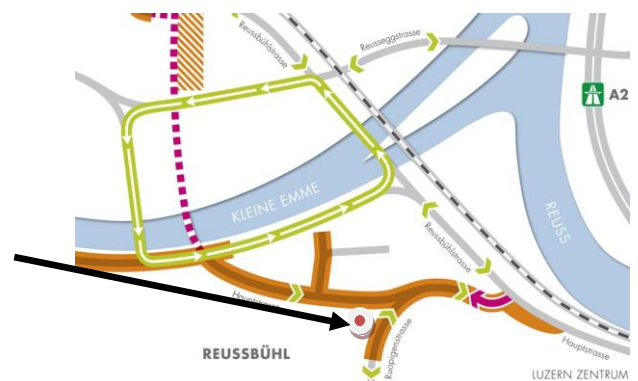 Reussbühlstrasse
Reusseggstrasse
A2
KLEINE EMME
REUSS
Reussbühlstrasse
Hauptstrasse
Hauptstrasse
REUSSBÜHL
Ruopigenstrasse
LUZERN ZENTRUM